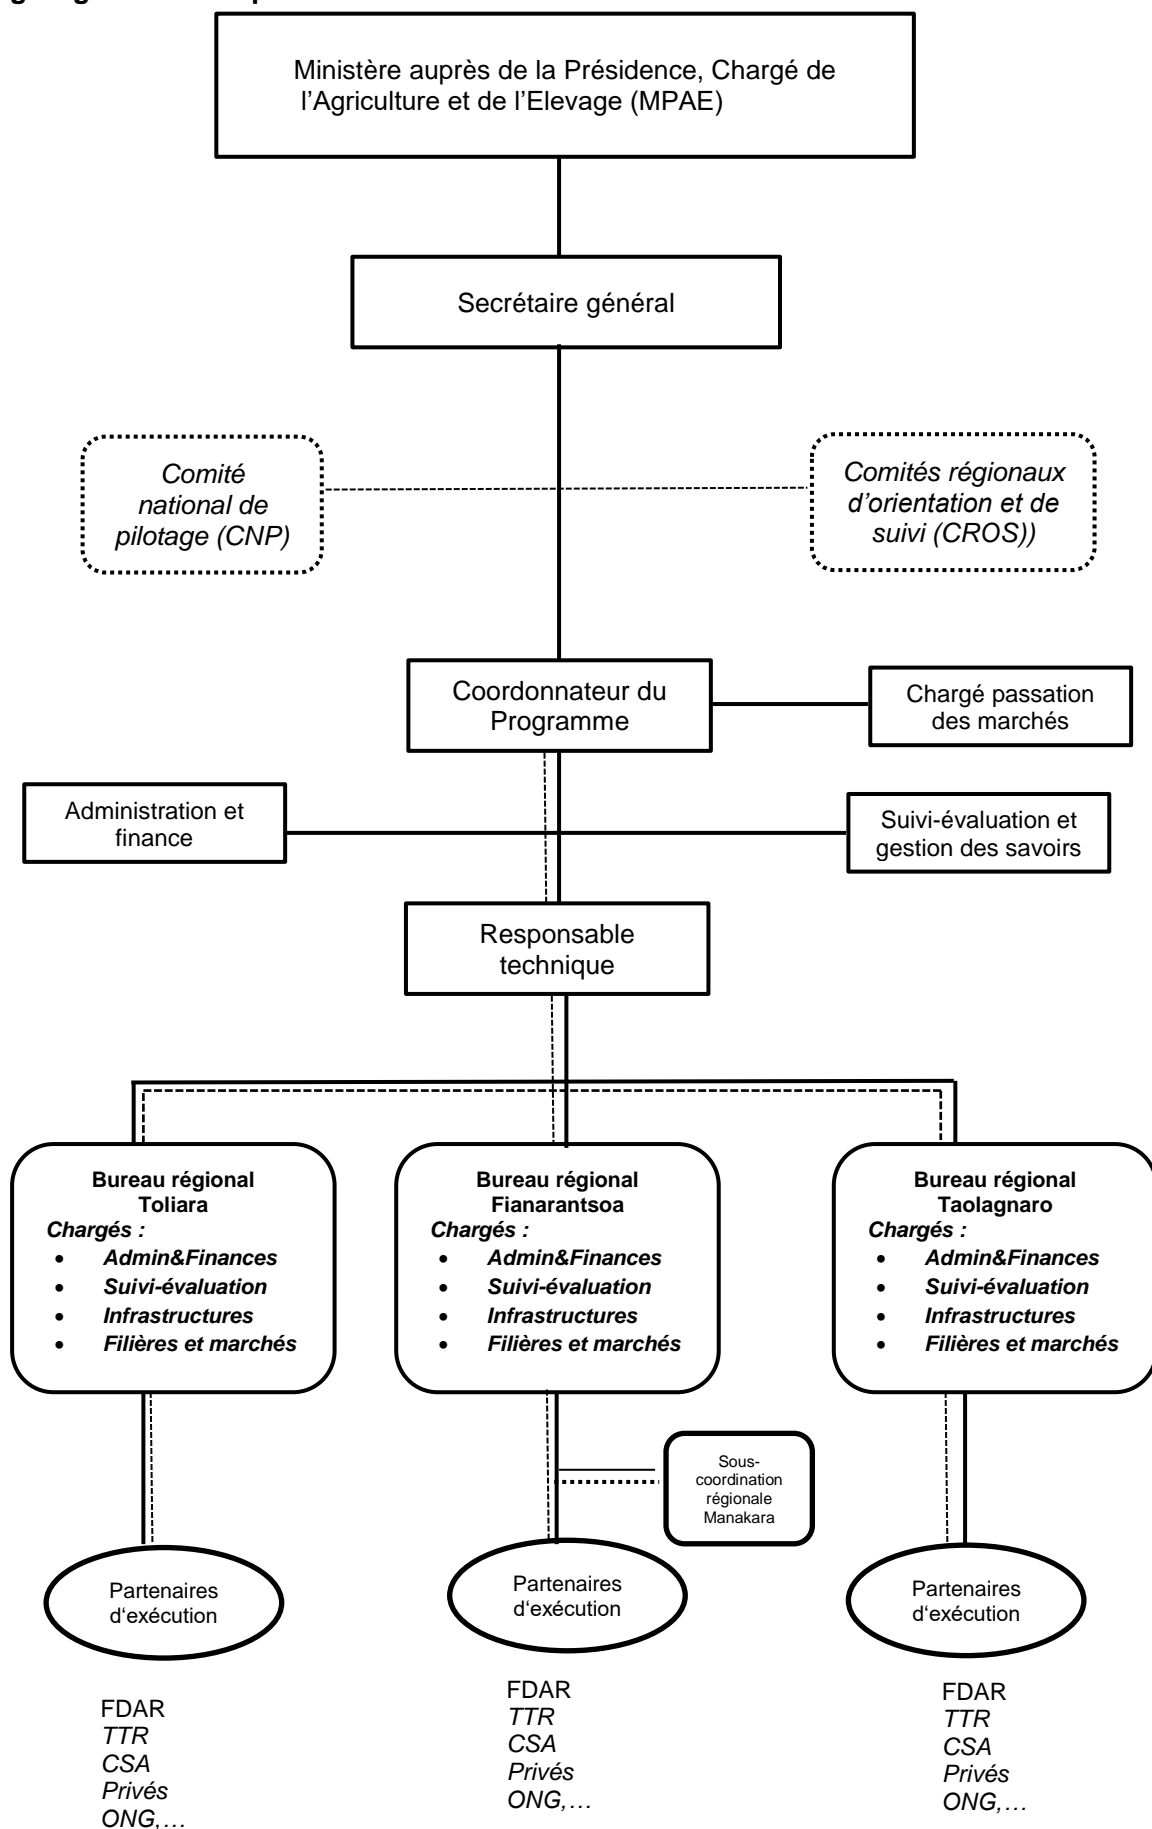 Ministère auprès de la Présidence, Chargé de
l’Agriculture et de l’Elevage (MPAE)
Secrétaire général
Comité
national de
pilotage (CNP)
Comités régionaux
d’orientation et de
suivi (CROS))
Coordonnateur du
Programme
Chargé passation
des marchés
Administration et
finance
Suivi-évaluation et
gestion des savoirs
Responsable
technique
Bureau régional
Toliara
Chargés :
• Admin&Finances
• Suivi-évaluation
• Infrastructures
• Filières et marchés
Bureau régional
Fianarantsoa
Chargés :
• Admin&Finances
• Suivi-évaluation
• Infrastructures
• Filières et marchés
Bureau régional
Taolagnaro
Chargés :
• Admin&Finances
• Suivi-évaluation
• Infrastructures
• Filières et marchés
Sous-
coordination
régionale
Manakara
Partenaires
d‘exécution
Partenaires
d‘exécution
Partenaires
d‘exécution
FDAR
TTR
CSA
Privés
ONG,…
FDAR
TTR
CSA
Privés
ONG,…
FDAR
TTR
CSA
Privés
ONG,…